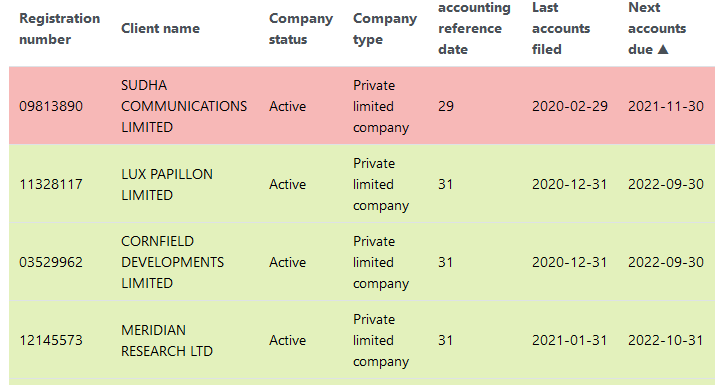 Registration number Client name Company status Company type accounting reference date Last accounts filed Next accounts due ▲
09813890 SUDHA COMMUNICATIONS LIMITED Active Private limited company 29 2020-02-29 2021-11-30
11328117 LUX PAPILLON LIMITED Active Private limited company 31 2020-12-31 2022-09-30
03529962 CORNFIELD DEVELOPMENTS LIMITED Active Private limited company 31 2020-12-31 2022-09-30
12145573 MERIDIAN RESEARCH LTD Active Private limited company 31 2021-01-31 2022-10-31